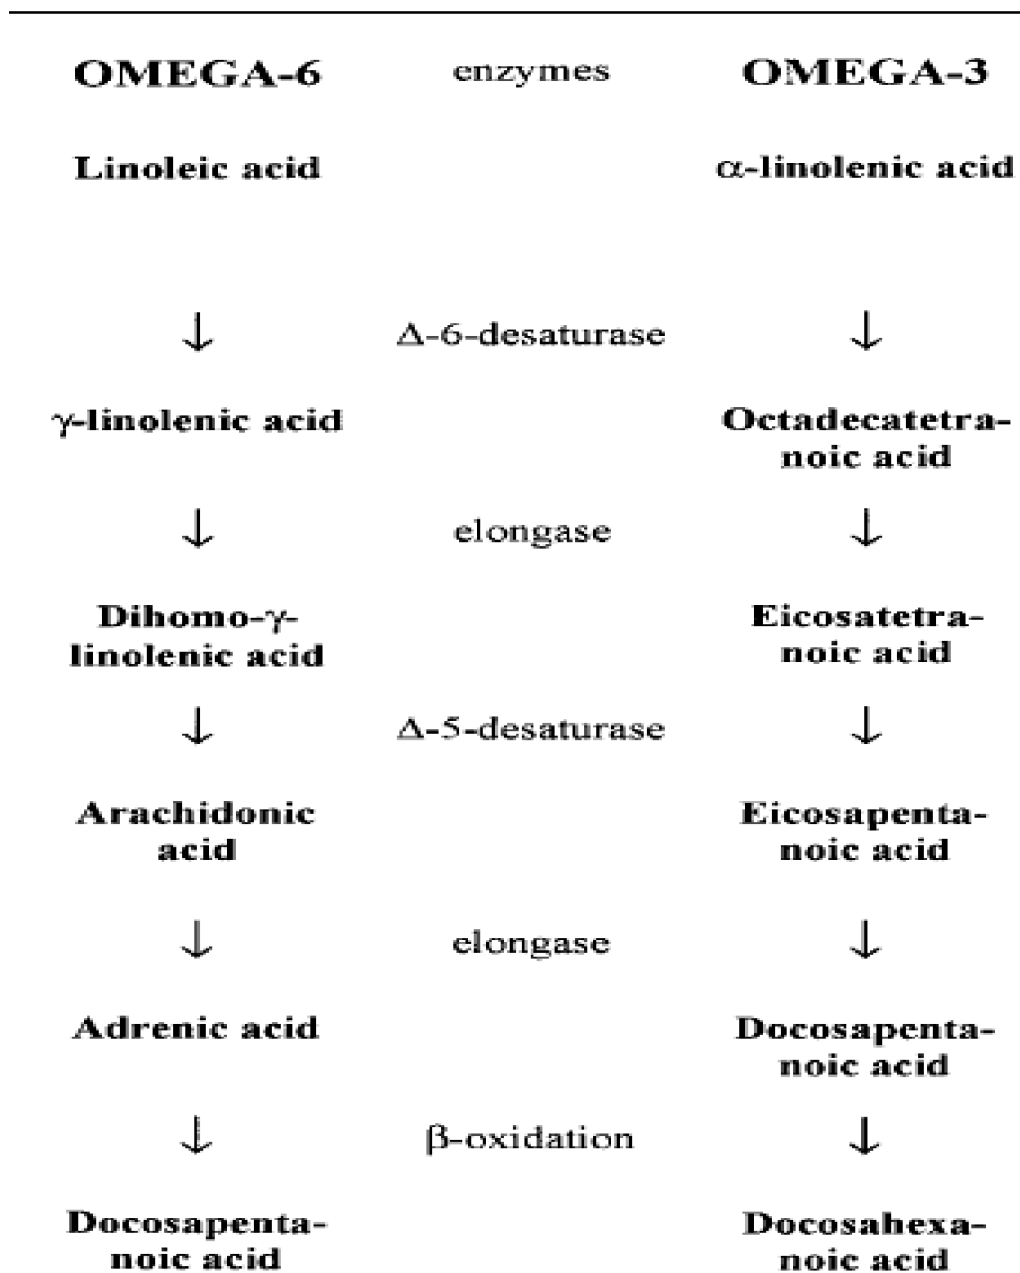 OMEGA-6 enzymes OMEGA-3
Linoleic acid α-linolenic acid
↓ Δ-6-desaturase ↓
γ-linolenic acid Octadecatetra-
noic acid
↓ elongase ↓
Dihomo-γ- Eicosatetra-
linolenic acid noic acid
↓ Δ-5-desaturase ↓
Arachidonic Eicosapenta-
acid noic acid
↓ elongase ↓
Adrenic acid Docosapenta-
noic acid
↓ β-oxidation ↓
Docosapenta- Docosahexa-
noic acid noic acid